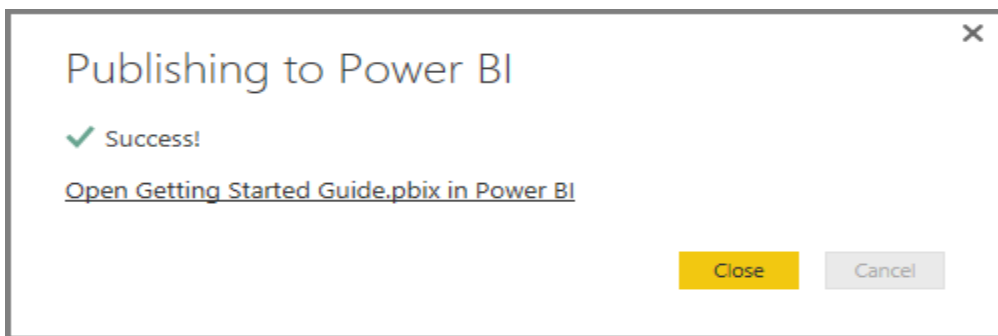 Publishing to Power BI
Success!
Open Getting Started Guide.pbix in Power BI
Close Cancel